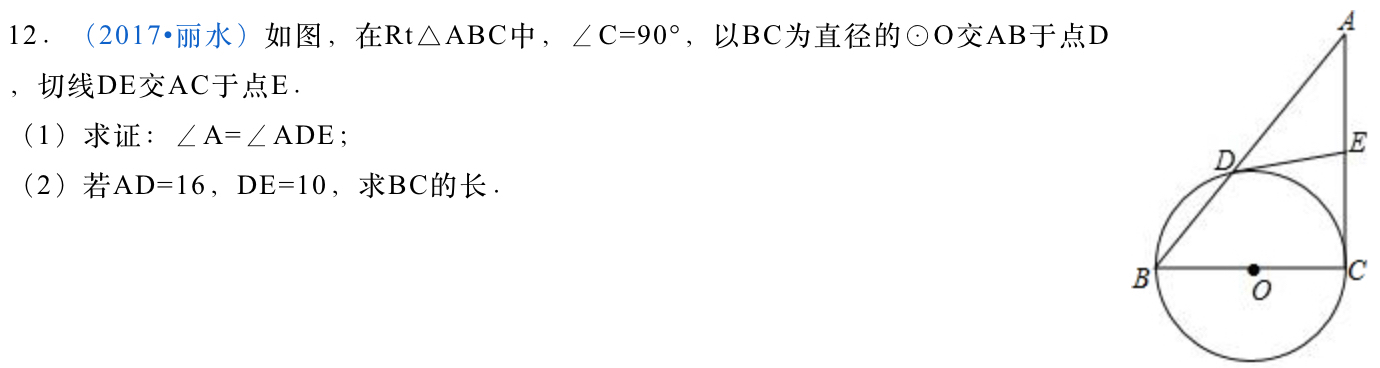 12．（2017•丽水）如图，在Rt△ABC中，∠C=90°，以BC为直径的⊙O交AB于点D
，切线DE交AC于点E．
（1）求证：∠A=∠ADE；
（2）若AD=16，DE=10，求BC的长．
A
E
D
B
O
C